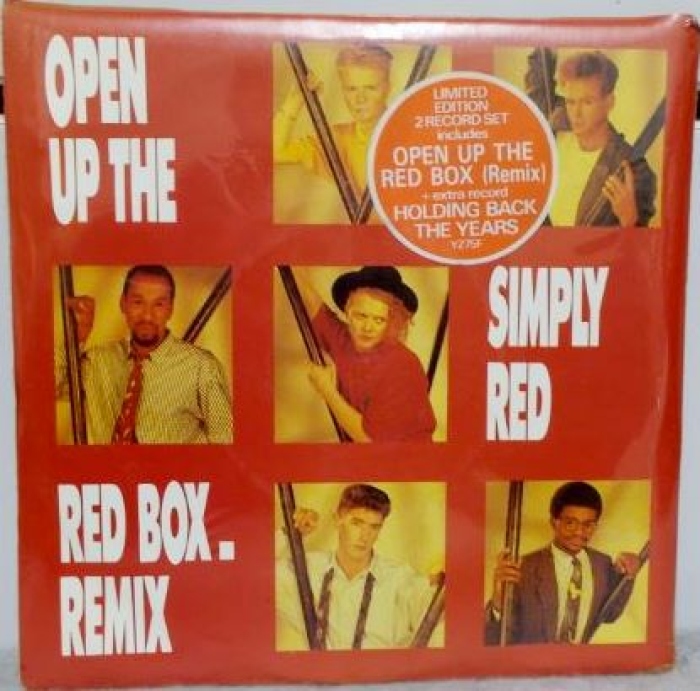 OPEN
UP THE
LIMITED
EDITION
2 RECORD SET
includes
OPEN UP THE
RED BOX (Remix)
+ extra record
HOLDING BACK
THE YEARS
YZ75F
SIMPLY
RED
RED BOX.
REMIX